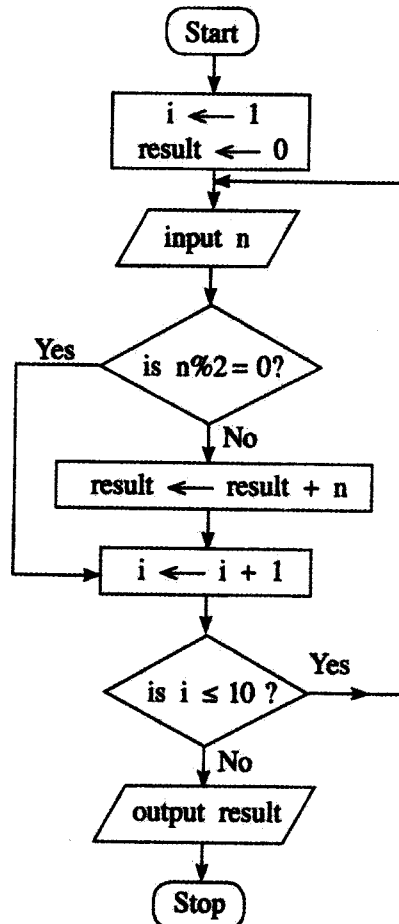 Start
i ← 1
result ← 0
input n
is n%2 = 0?
Yes
No
result ← result + n
i ← i + 1
is i ≤ 10 ?
Yes
No
output result
Stop